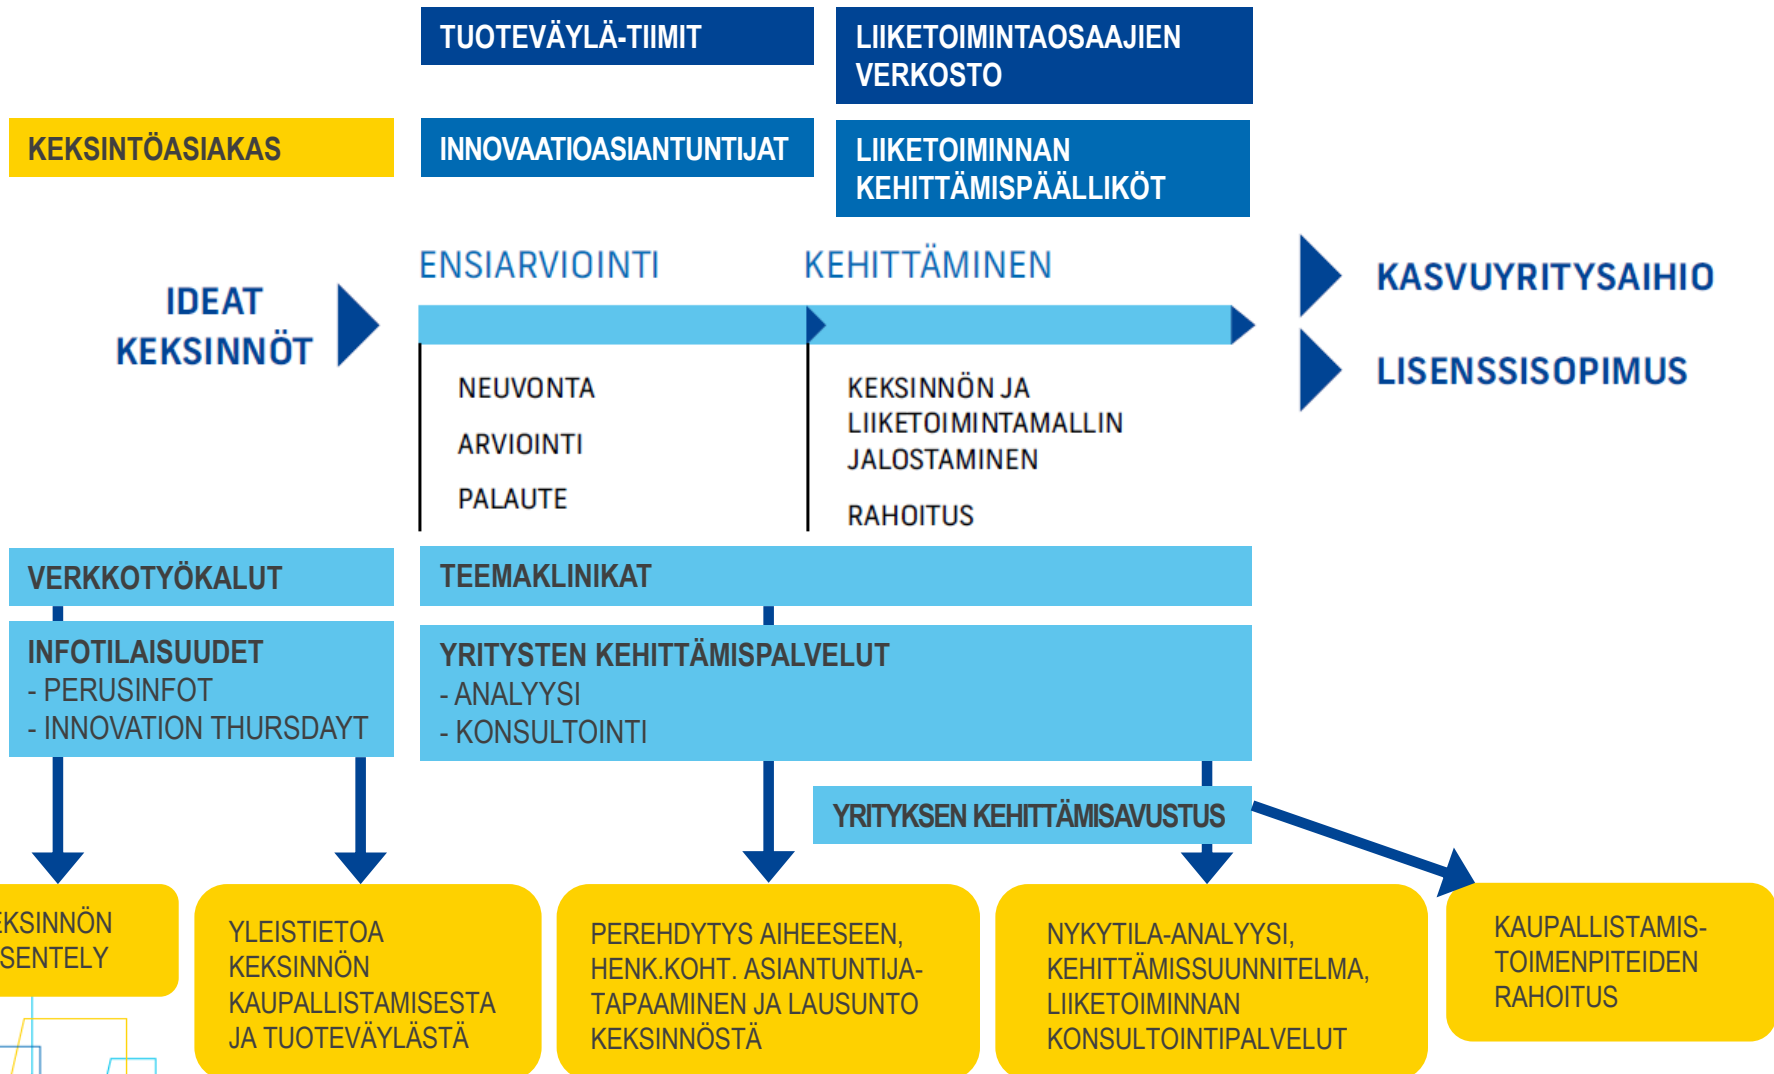 TUOTEVÄYLÄ-TIIMIT
LIIKETOIMINTAOSAAJIEN
VERKOSTO
KEKSINTÖASIAKAS
INNOVAATIOASIANTUNTIJAT
LIIKETOIMINNAN
KEHITTÄMISPÄÄLLIKÖT
IDEAT
KEKSINNÖT
ENSIARVIOINTI
KEHITTÄMINEN
NEUVONTA
ARVIOINTI
PALAUTE
KEKSINNÖN JA
LIIKETOIMINTAMALLIN
JALOSTAMINEN
RAHOITUS
KASVUYRITYSAIHIO
LISENSSISOPIMUS
VERKKOTYÖKALUT
TEEMAKLINIKAT
INFOTILAISUUDET
- PERUSINFOT
- INNOVATION THURSDAYT
YRITYSTEN KEHITTÄMISPALVELUT
- ANALYYSI
- KONSULTOINTI
YRITYKSEN KEHITTÄMISAVUSTUS
EKSINNÖN
SENTELY
YLEISTIETOA
KEKSINNÖN
KAUPALLISTAMISESTA
JA TUOTEVÄYLÄSTÄ
PEREHDYTYS AIHEESEEN,
HENK.KOHT. ASIANTUNTIJA-
TAPAAMINEN JA LAUSUNTO
KEKSINNÖSTÄ
NYKYTILA-ANALYYSI,
KEHITTÄMISSUUNNITELMA,
LIIKETOIMINNAN
KONSULTOINTIPALVELUT
KAUPALLISTAMIS-
TOIMENPITEIDEN
RAHOITUS